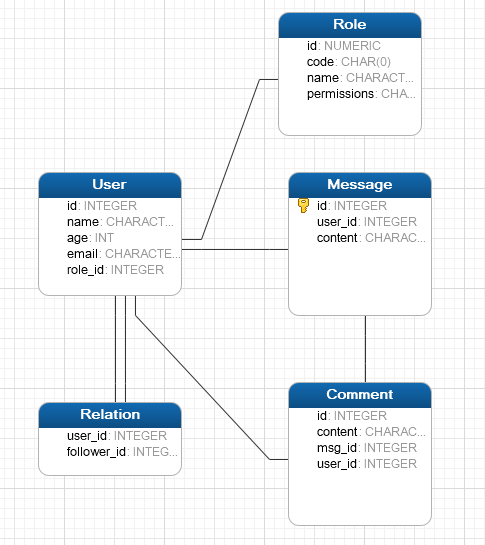 Role
id: NUMERIC
code: CHAR(0)
name: CHARACT...
permissions: CHA...
User
id: INTEGER
name: CHARACT...
age: INT
email: CHARACTE...
role_id: INTEGER
Message
id: INTEGER
user_id: INTEGER
content: CHARAC...
Relation
user_id: INTEGER
follower_id: INTEG...
Comment
id: INTEGER
content: CHARAC...
msg_id: INTEGER
user_id: INTEGER